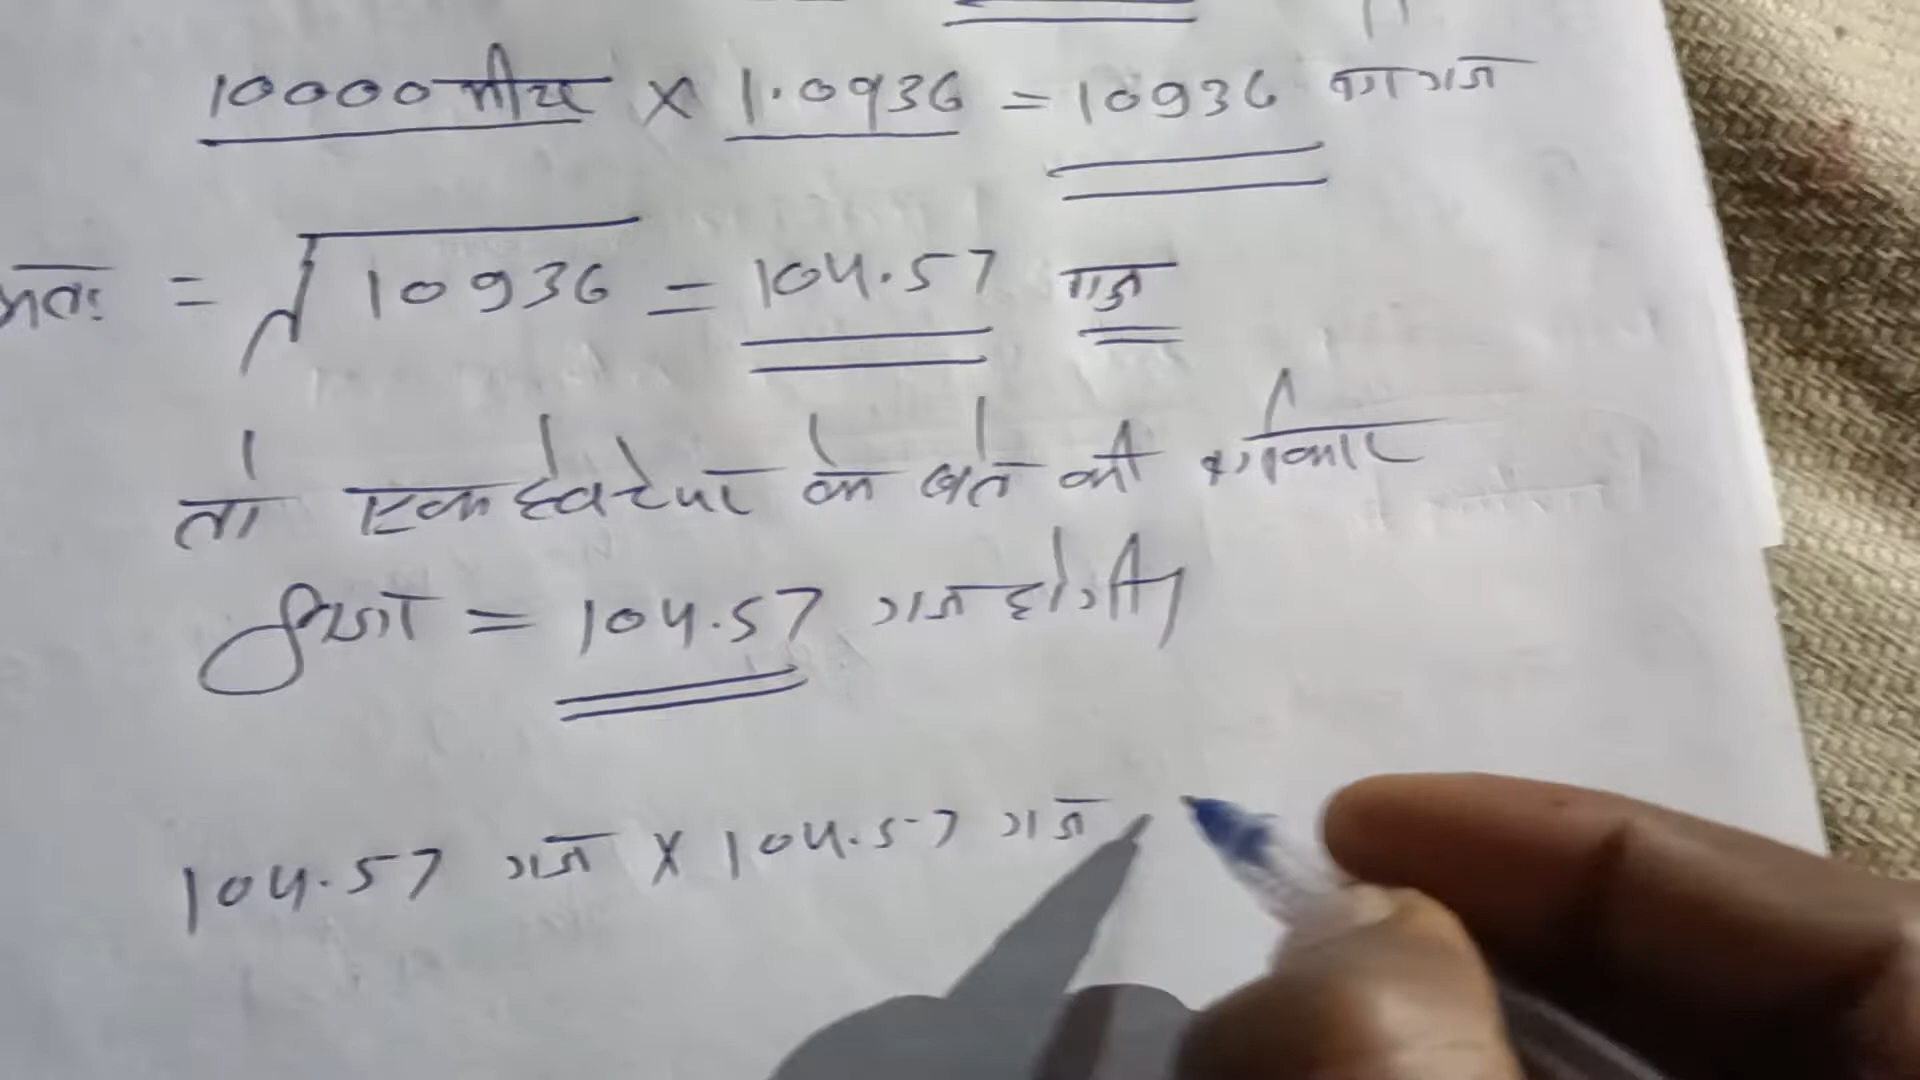 10000 मीटर × 1.0936 = 10936 वर्ग गज
अतः = √10936 = 104.57 गज
तो एक हेक्टेयर के खेत की वर्गाकार
भुजा = 104.57 गज होगी
104.57 गज × 104.57 गज